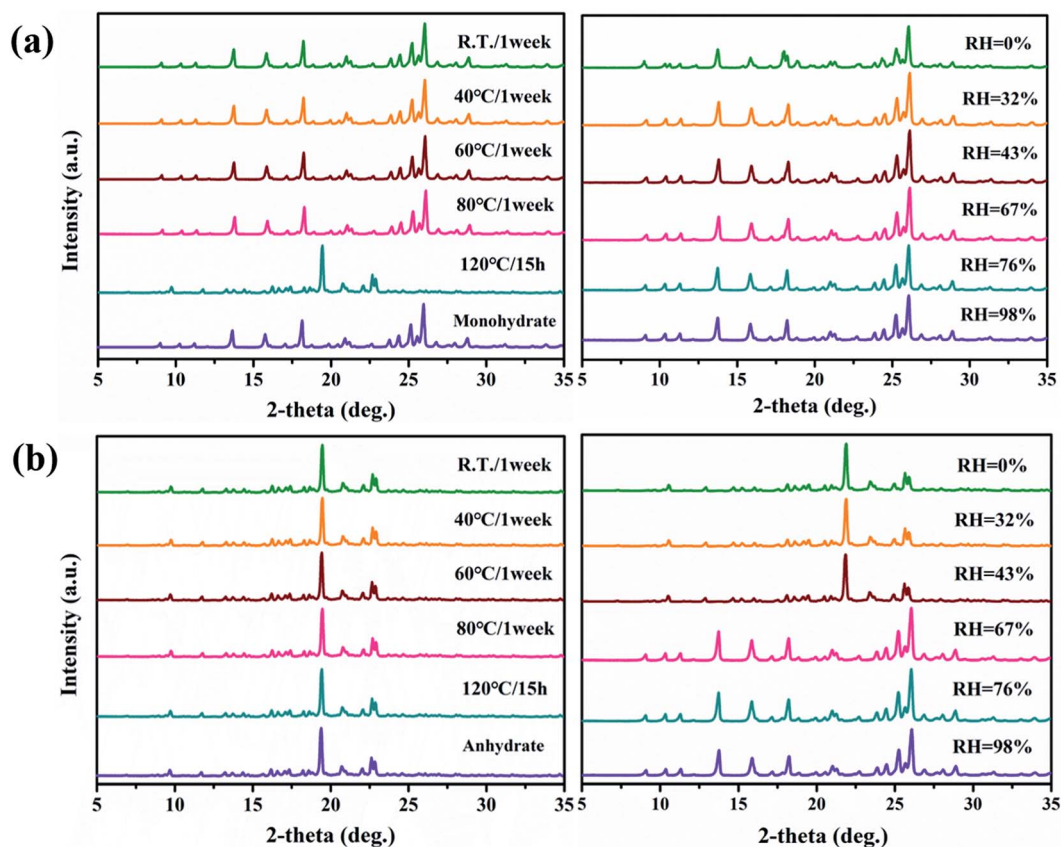 (a)
R.T./1week
40℃/1week
60℃/1week
80℃/1week
120℃/15h
Monohydrate
Intensity (a.u.)
5 10 15 20 25 30 35
2-theta (deg.)
RH=0%
RH=32%
RH=43%
RH=67%
RH=76%
RH=98%
5 10 15 20 25 30 35
2-theta (deg.)
(b)
R.T./1week
40℃/1week
60℃/1week
80℃/1week
120℃/15h
Anhydrate
Intensity (a.u.)
5 10 15 20 25 30 35
2-theta (deg.)
RH=0%
RH=32%
RH=43%
RH=67%
RH=76%
RH=98%
5 10 15 20 25 30 35
2-theta (deg.)